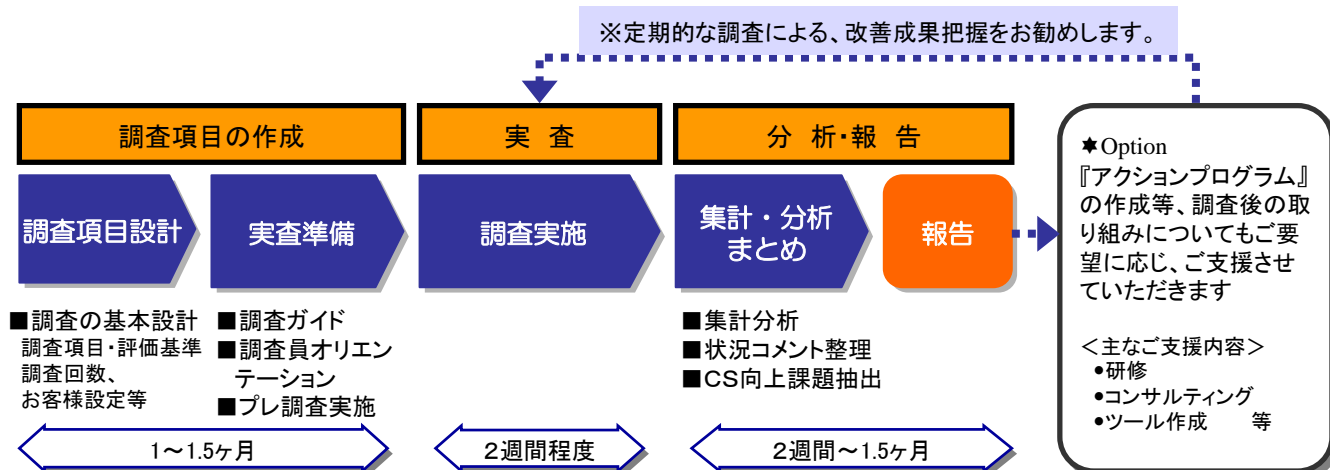 ※定期的な調査による、改善成果把握をお勧めします。
調査項目の作成
実 査
分 析・報 告
調査項目設計
実査準備
調査実施
集計・分析
まとめ
報告
■調査の基本設計
調査項目・評価基準
調査回数、
お客様設定等
■調査ガイド
■調査員オリエン
テーション
■プレ調査実施
■集計分析
■状況コメント整理
■CS向上課題抽出
1～1.5ヶ月
2週間程度
2週間～1.5ヶ月
✶Option
『アクションプログラム』
の作成等、調査後の取
り組みについてもご要
望に応じ、ご支援させ
ていただきます
＜主なご支援内容＞
•研修
•コンサルティング
•ツール作成 等